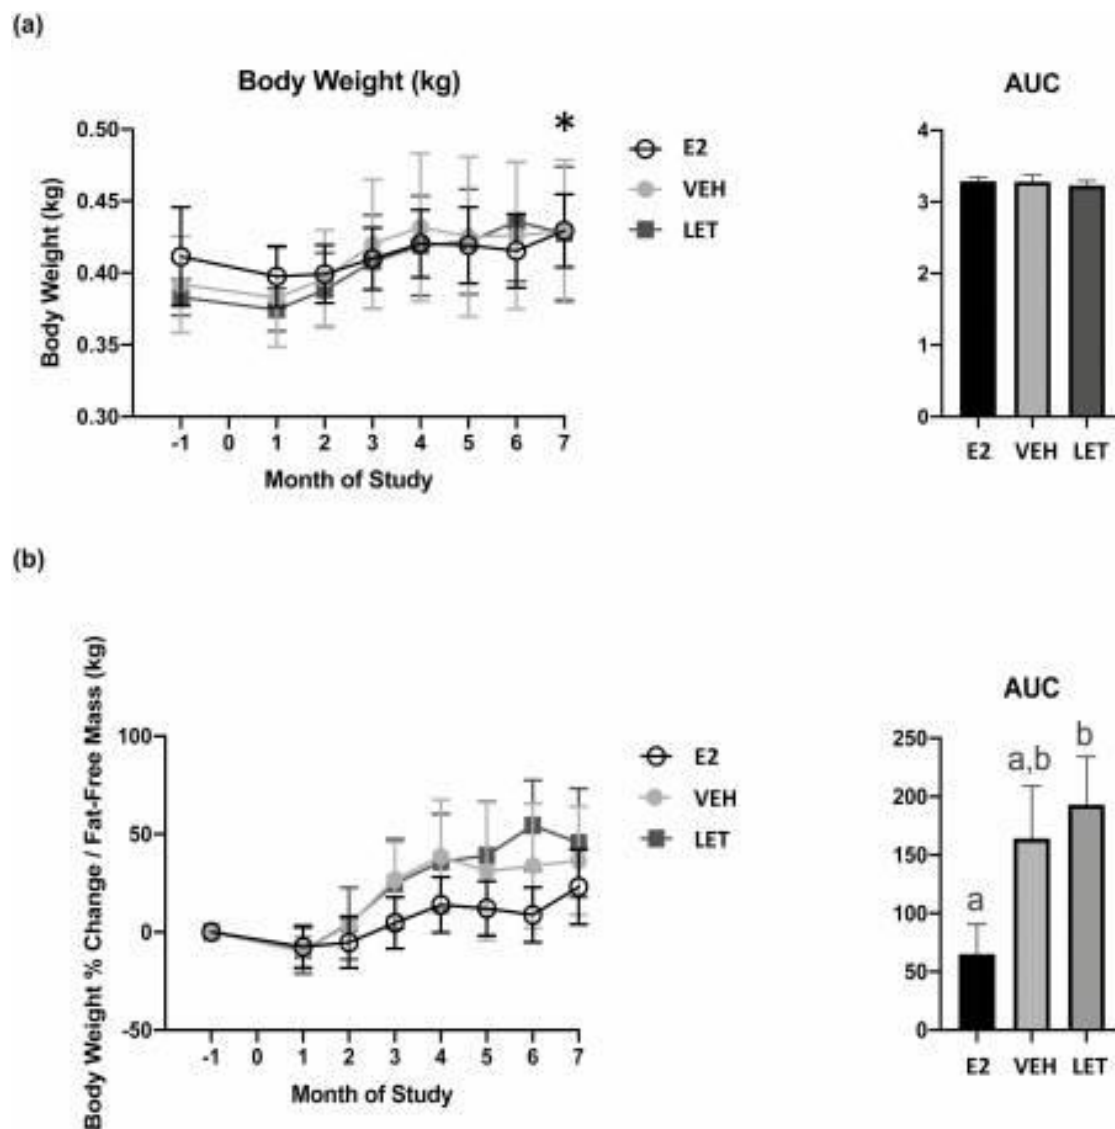 (a)
Body Weight (kg)
AUC
Body Weight (kg)
0.50
0.45
0.40
0.35
0.30
*
E2
VEH
LET
-1 0 1 2 3 4 5 6 7
Month of Study
4
3
2
1
0
E2 VEH LET
(b)
Body Weight % Change / Fat-Free Mass (kg)
100
50
0
-50
E2
VEH
LET
-1 0 1 2 3 4 5 6 7
Month of Study
AUC
250
200
150
100
50
0
a
a,b
b
E2 VEH LET